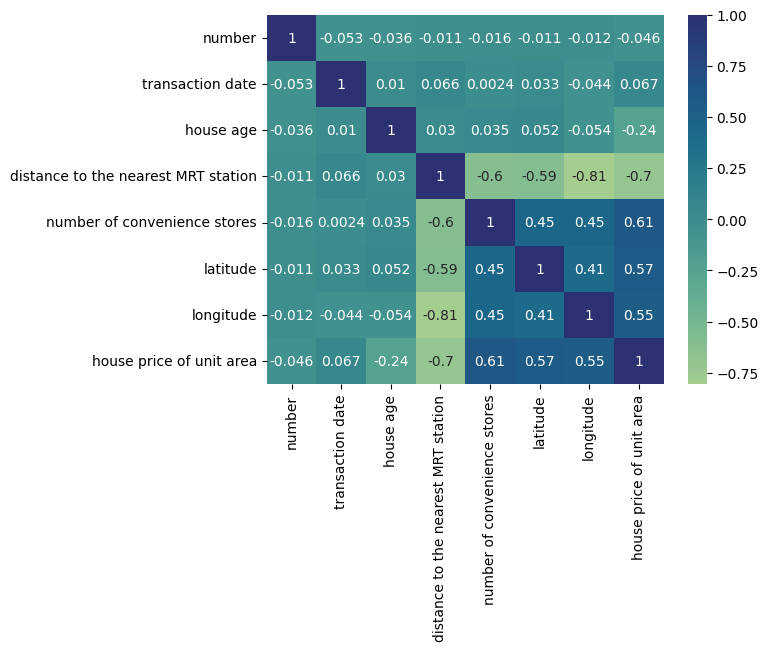 number 1 -0.053 -0.036 -0.011 -0.016 -0.011 -0.012 -0.046
transaction date -0.053 1 0.01 0.066 0.0024 0.033 -0.044 0.067
house age -0.036 0.01 1 0.03 0.035 0.052 -0.054 -0.24
distance to the nearest MRT station -0.011 0.066 0.03 1 -0.6 -0.59 -0.81 -0.7
number of convenience stores -0.016 0.0024 0.035 -0.6 1 0.45 0.45 0.61
latitude -0.011 0.033 0.052 -0.59 0.45 1 0.41 0.57
longitude -0.012 -0.044 -0.054 -0.81 0.45 0.41 1 0.55
house price of unit area -0.046 0.067 -0.24 -0.7 0.61 0.57 0.55 1
number
transaction date
house age
distance to the nearest MRT station
number of convenience stores
latitude
longitude
house price of unit area
1.00
0.75
0.50
0.25
0.00
−0.25
−0.50
−0.75